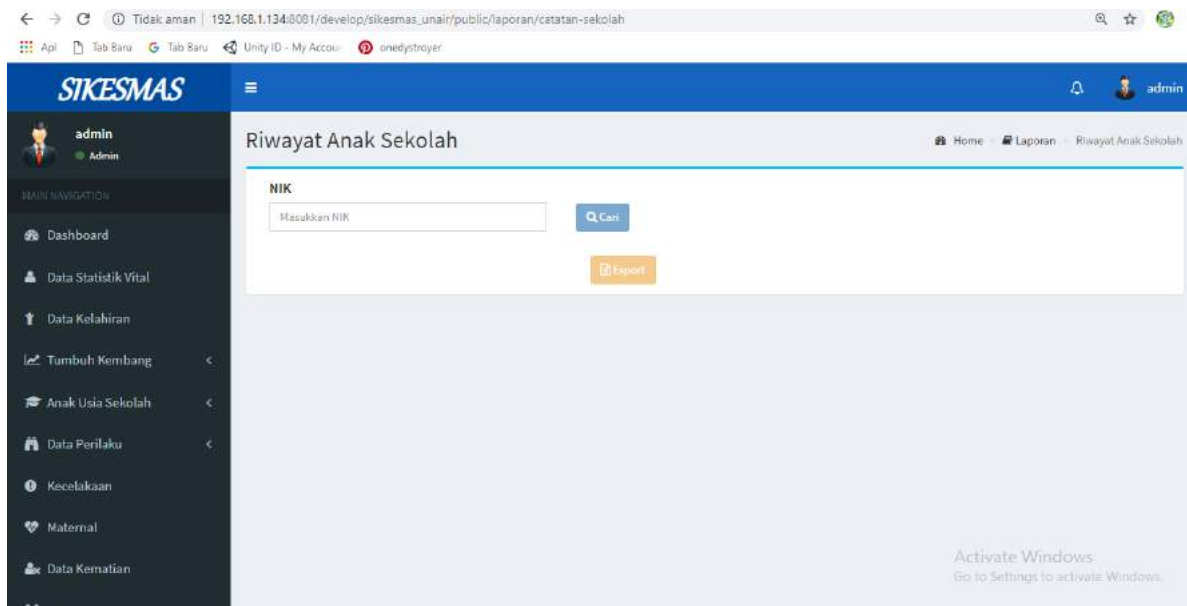 Tidak aman | 192.168.1.134:8081/develop/sikesmas_unair/public/laporan/catatan-sekolah
Apl Tab Baru Tab Baru Unity ID - My Accou onedystroyer
SIKESMAS
admin
admin
Admin
Riwayat Anak Sekolah
Home Laporan Riwayat Anak Sekolah
MAIN NAVIGATION
NIK
Masukkan NIK
Cari
Export
Dashboard
Data Statistik Vital
Data Kelahiran
Tumbuh Kembang
Anak Usia Sekolah
Data Perilaku
Kecelakaan
Maternal
Data Kematian
Activate Windows
Go to Settings to activate Windows.